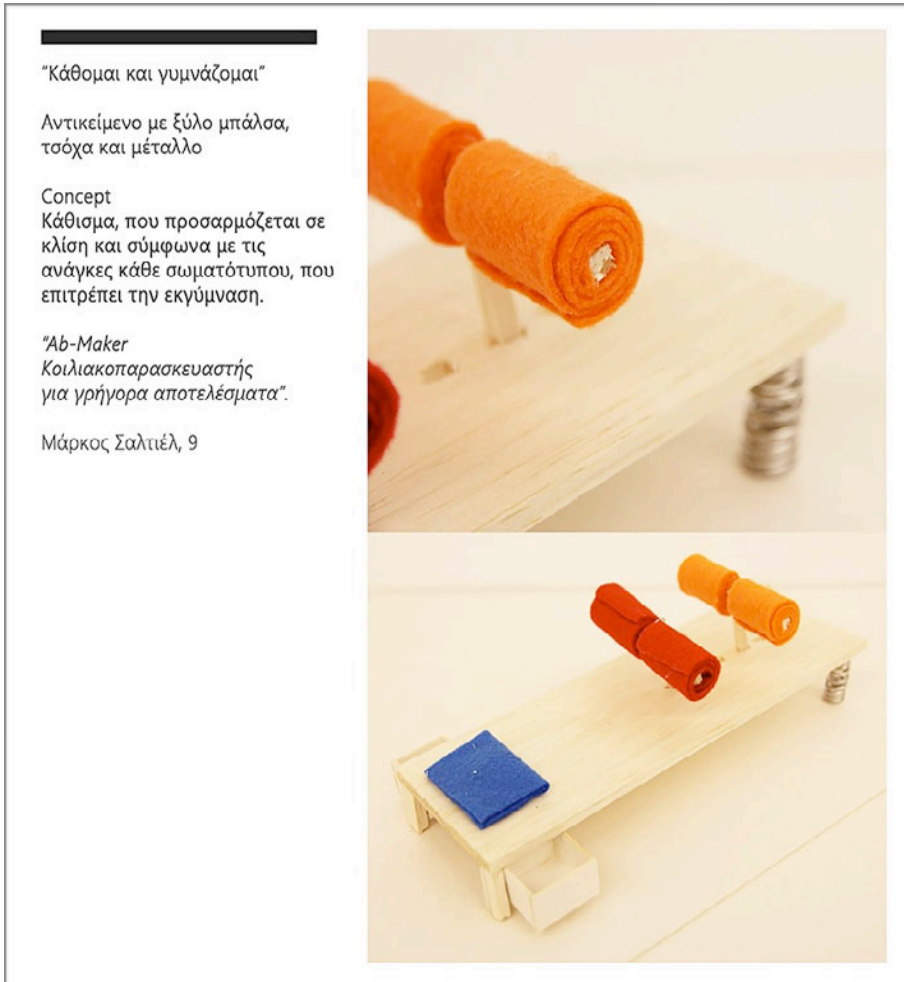 "Κάθομαι και γυμνάζομαι"
Αντικείμενο με ξύλο μπάλσα,
τσόχα και μέταλλο
Concept
Κάθισμα, που προσαρμόζεται σε
κλίση και σύμφωνα με τις
ανάγκες κάθε σωματότυπου, που
επιτρέπει την εκγύμναση.
"Ab-Maker
Κοιλιακοπαρασκευαστής
για γρήγορα αποτελέσματα".
Μάρκος Σαλτιέλ, 9